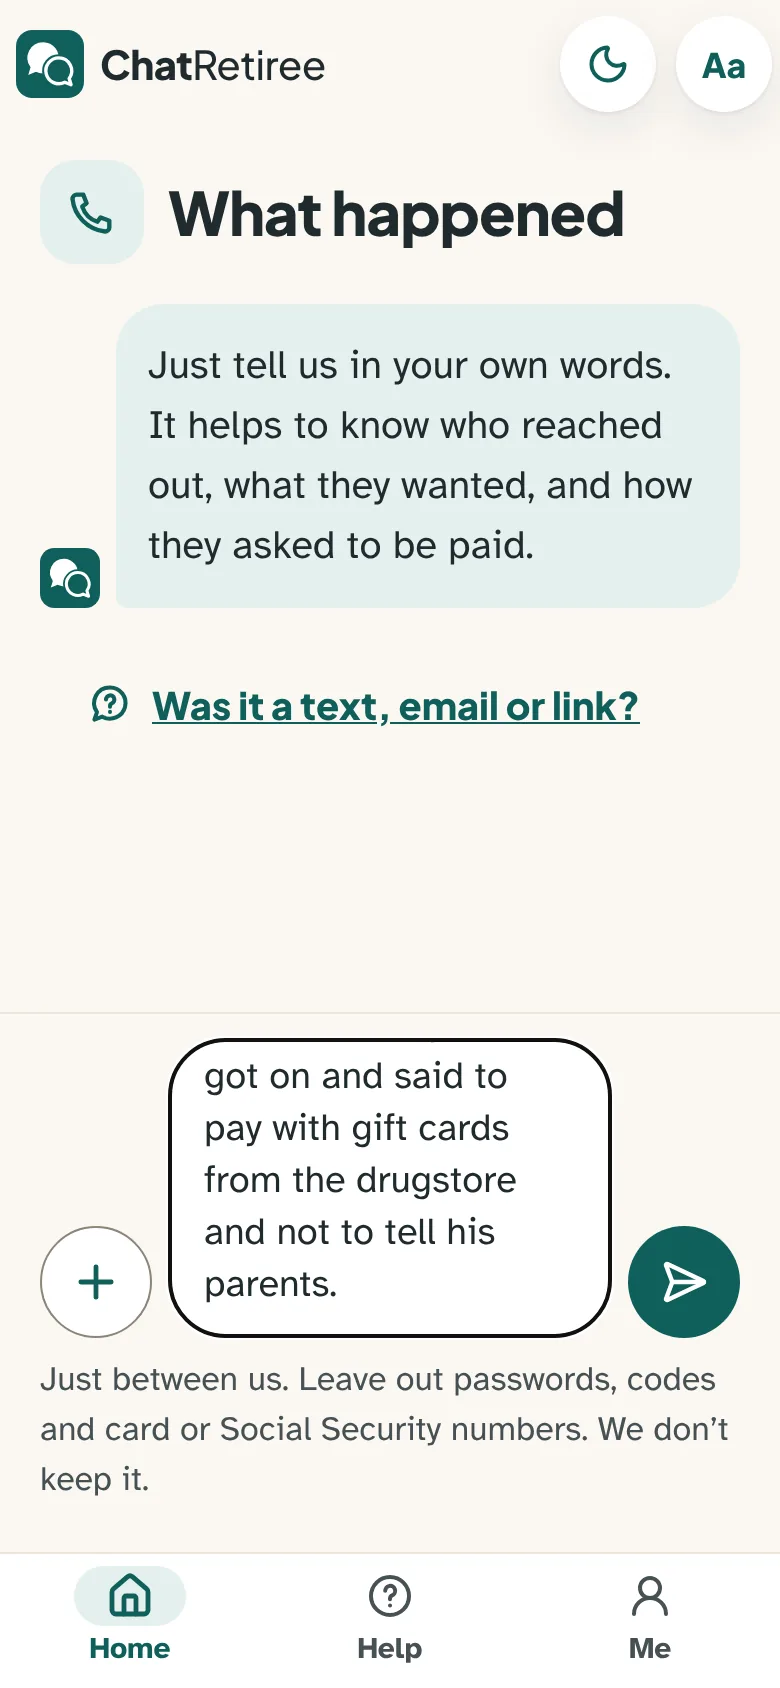 ChatRetiree
Aa
What happened
Just tell us in your own words.
It helps to know who reached
out, what they wanted, and how
they asked to be paid.
Was it a text, email or link?
got on and said to
pay with gift cards
from the drugstore
and not to tell his
parents.
Just between us. Leave out passwords, codes
and card or Social Security numbers. We don’t
keep it.
Home
Help
Me